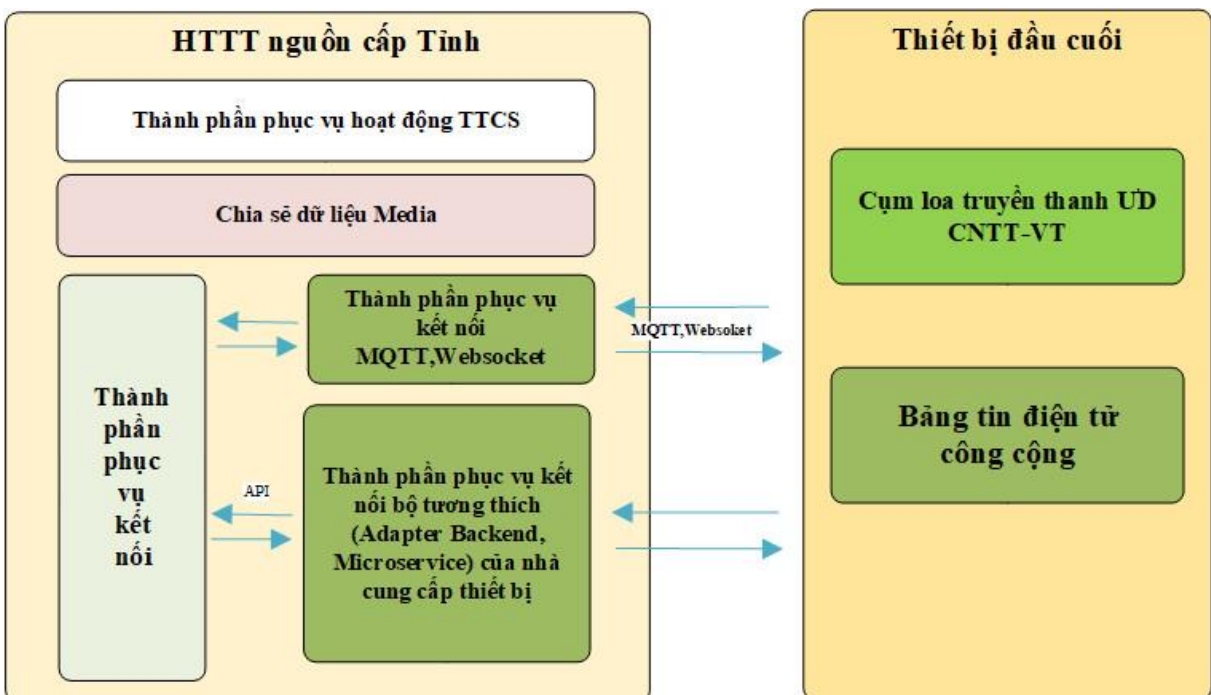 HTTT nguồn cấp Tỉnh
Thành phần phục vụ hoạt động TTCS
Chia sẻ dữ liệu Media
Thành
phần
phục
vụ
kết
nối
Thành phần phục vụ
kết nối
MQTT,Websocket
API
Thành phần phục vụ kết
nối bộ tương thích
(Adapter Backend,
Microservice) của nhà
cung cấp thiết bị
MQTT,Websoket
Thiết bị đầu cuối
Cụm loa truyền thanh ƯD
CNTT-VT
Bảng tin điện tử
công cộng